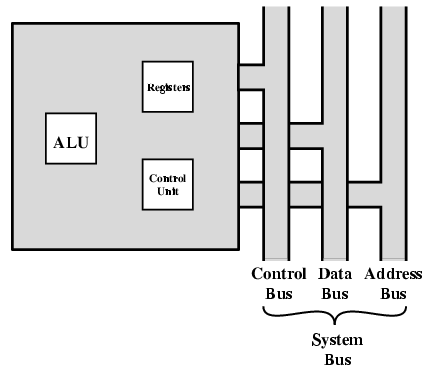 Registers
ALU
Control
Unit
Control Data Address
Bus Bus Bus
System
Bus